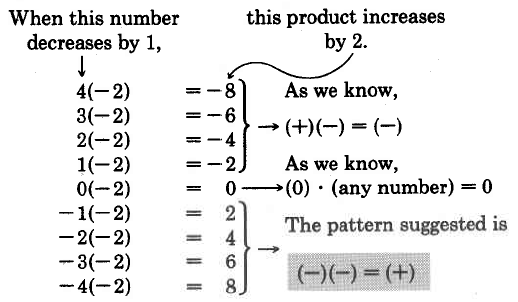 When this number this product increases
decreases by 1, by 2.
4(−2) = −8 As we know,
3(−2) = −6
2(−2) = −4 (+)(−) = (−)
1(−2) = −2 As we know,
0(−2) = 0 (0) · (any number) = 0
−1(−2) = 2
−2(−2) = 4 The pattern suggested is
−3(−2) = 6 (−)(−) = (+)
−4(−2) = 8